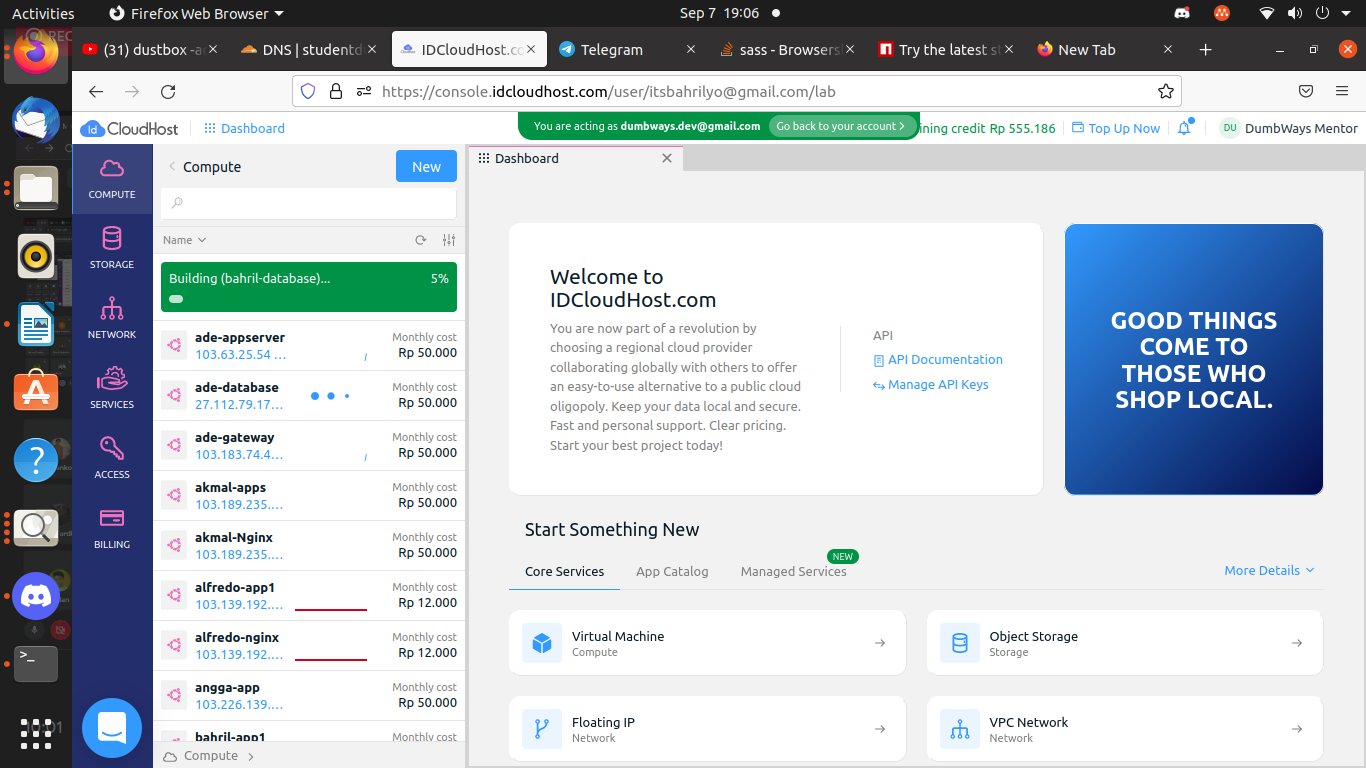 Activities
Firefox Web Browser
Sep 7 19:06
REC
(31) dustbox -
DNS | studentd
IDCloudHost.co
Telegram
sass - Browsers
Try the latest s
New Tab
https://console.idcloudhost.com/user/itsbahrilyo@gmail.com/lab
Id CloudHost
Dashboard
You are acting as dumbways.dev@gmail.com
Go back to your account >
ining credit Rp 555.186
Top Up Now
DU
DumbWays Mentor
COMPUTE
STORAGE
NETWORK
SERVICES
ACCESS
BILLING
Compute
New
Name
Building (bahril-database)...
5%
ade-appserver
Monthly cost
103.63.25.54 ...
Rp 50.000
ade-database
Monthly cost
27.112.79.17...
Rp 50.000
ade-gateway
Monthly cost
103.183.74.4...
Rp 50.000
akmal-apps
Monthly cost
103.189.235....
Rp 50.000
akmal-Nginx
Monthly cost
103.189.235....
Rp 50.000
alfredo-app1
Monthly cost
103.139.192....
Rp 12.000
alfredo-nginx
Monthly cost
103.139.192....
Rp 12.000
angga-app
Monthly cost
103.226.139....
Rp 50.000
bahril-app1
Monthly cost
Compute
Dashboard
Welcome to
IDCloudHost.com
You are now part of a revolution by
choosing a regional cloud provider
collaborating globally with others to offer
an easy-to-use alternative to a public cloud
oligopoly. Keep your data local and secure.
Fast and personal support. Clear pricing.
Start your best project today!
API
API Documentation
Manage API Keys
GOOD THINGS
COME TO
THOSE WHO
SHOP LOCAL.
Start Something New
Core Services
App Catalog
Managed Services
NEW
More Details
Virtual Machine
Compute
Object Storage
Storage
Floating IP
Network
VPC Network
Network